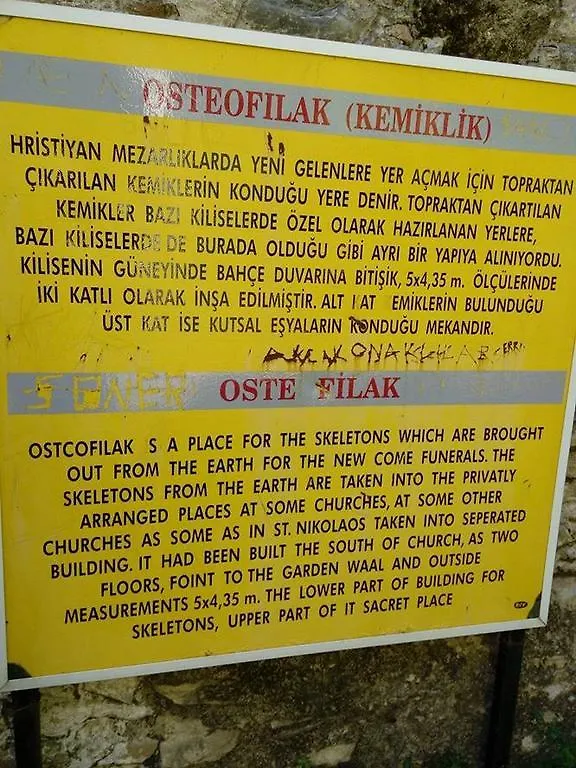 OSTEOFILAK (KEMİKLİK)
HRİSTİYAN MEZARLIKLARDA YENİ GELENLERE YER AÇMAK İÇİN TOPRAKTAN
ÇIKARILAN KEMİKLERİN KONDUĞU YERE DENİR. TOPRAKTAN ÇIKARTILAN
KEMİKLER BAZI KİLİSELERDE ÖZEL OLARAK HAZIRLANAN YERLERE,
BAZI KİLİSELERDE DE BURADA OLDUĞU GİBİ AYRI BİR YAPIYA ALINIYORDU.
KİLİSENİN GÜNEYİNDE BAHÇE DUVARINA BİTİŞİK, 5x4,35 m. ÖLÇÜLERİNDE
İKİ KATLI OLARAK İNŞA EDİLMİŞTİR. ALT KAT EMİKLERİN BULUNDUĞU
ÜST KAT İSE KUTSAL EŞYALARIN KONDUĞU MEKANDIR.
SONER
OSTE FİLAK
OSTCOFILAK S A PLACE FOR THE SKELETONS WHICH ARE BROUGHT
OUT FROM THE EARTH FOR THE NEW COME FUNERALS. THE
SKELETONS FROM THE EARTH ARE TAKEN INTO THE PRIVATLY
ARRANGED PLACES AT SOME CHURCHES, AT SOME OTHER
CHURCHES AS SOME AS IN ST. NIKOLAOS TAKEN INTO SEPERATED
BUILDING. IT HAD BEEN BUILT THE SOUTH OF CHURCH, AS TWO
FLOORS, FOINT TO THE GARDEN WAAL AND OUTSIDE
MEASUREMENTS 5x4,35 m. THE LOWER PART OF BUILDING FOR
SKELETONS, UPPER PART OF IT SACRET PLACE